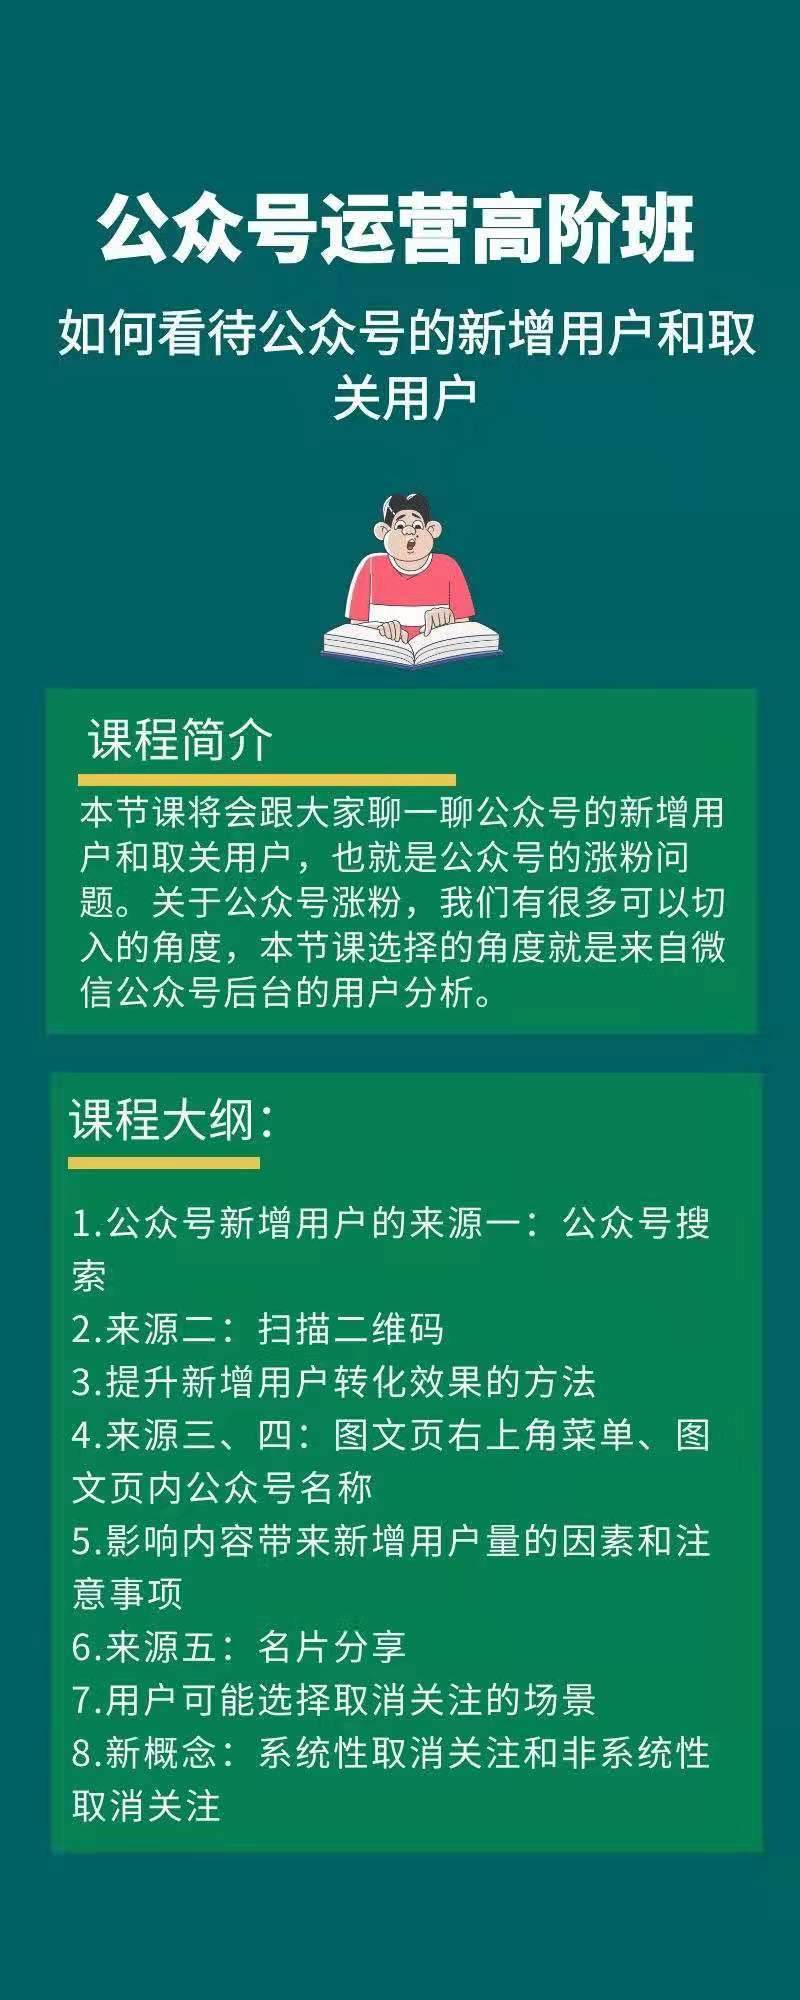 公众号运营高阶班
如何看待公众号的新增用户和取
关用户
课程简介
本节课将会跟大家聊一聊公众号的新增用
户和取关用户，也就是公众号的涨粉问
题。关于公众号涨粉，我们有很多可以切
入的角度，本节课选择的角度就是来自微
信公众号后台的用户分析。
课程大纲：
1.公众号新增用户的来源一：公众号搜
索
2.来源二：扫描二维码
3.提升新增用户转化效果的方法
4.来源三、四：图文页右上角菜单、图
文页内公众号名称
5.影响内容带来新增用户量的因素和注
意事项
6.来源五：名片分享
7.用户可能选择取消关注的场景
8.新概念：系统性取消关注和非系统性
取消关注